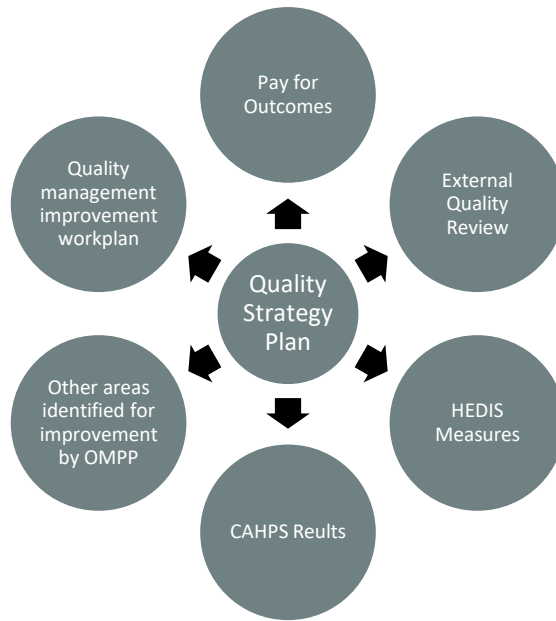 Pay for
Outcomes
Quality
management
improvement
workplan
External
Quality
Review
Quality
Strategy
Plan
Other areas
identified for
improvement
by OMPP
HEDIS
Measures
CAHPS Reults